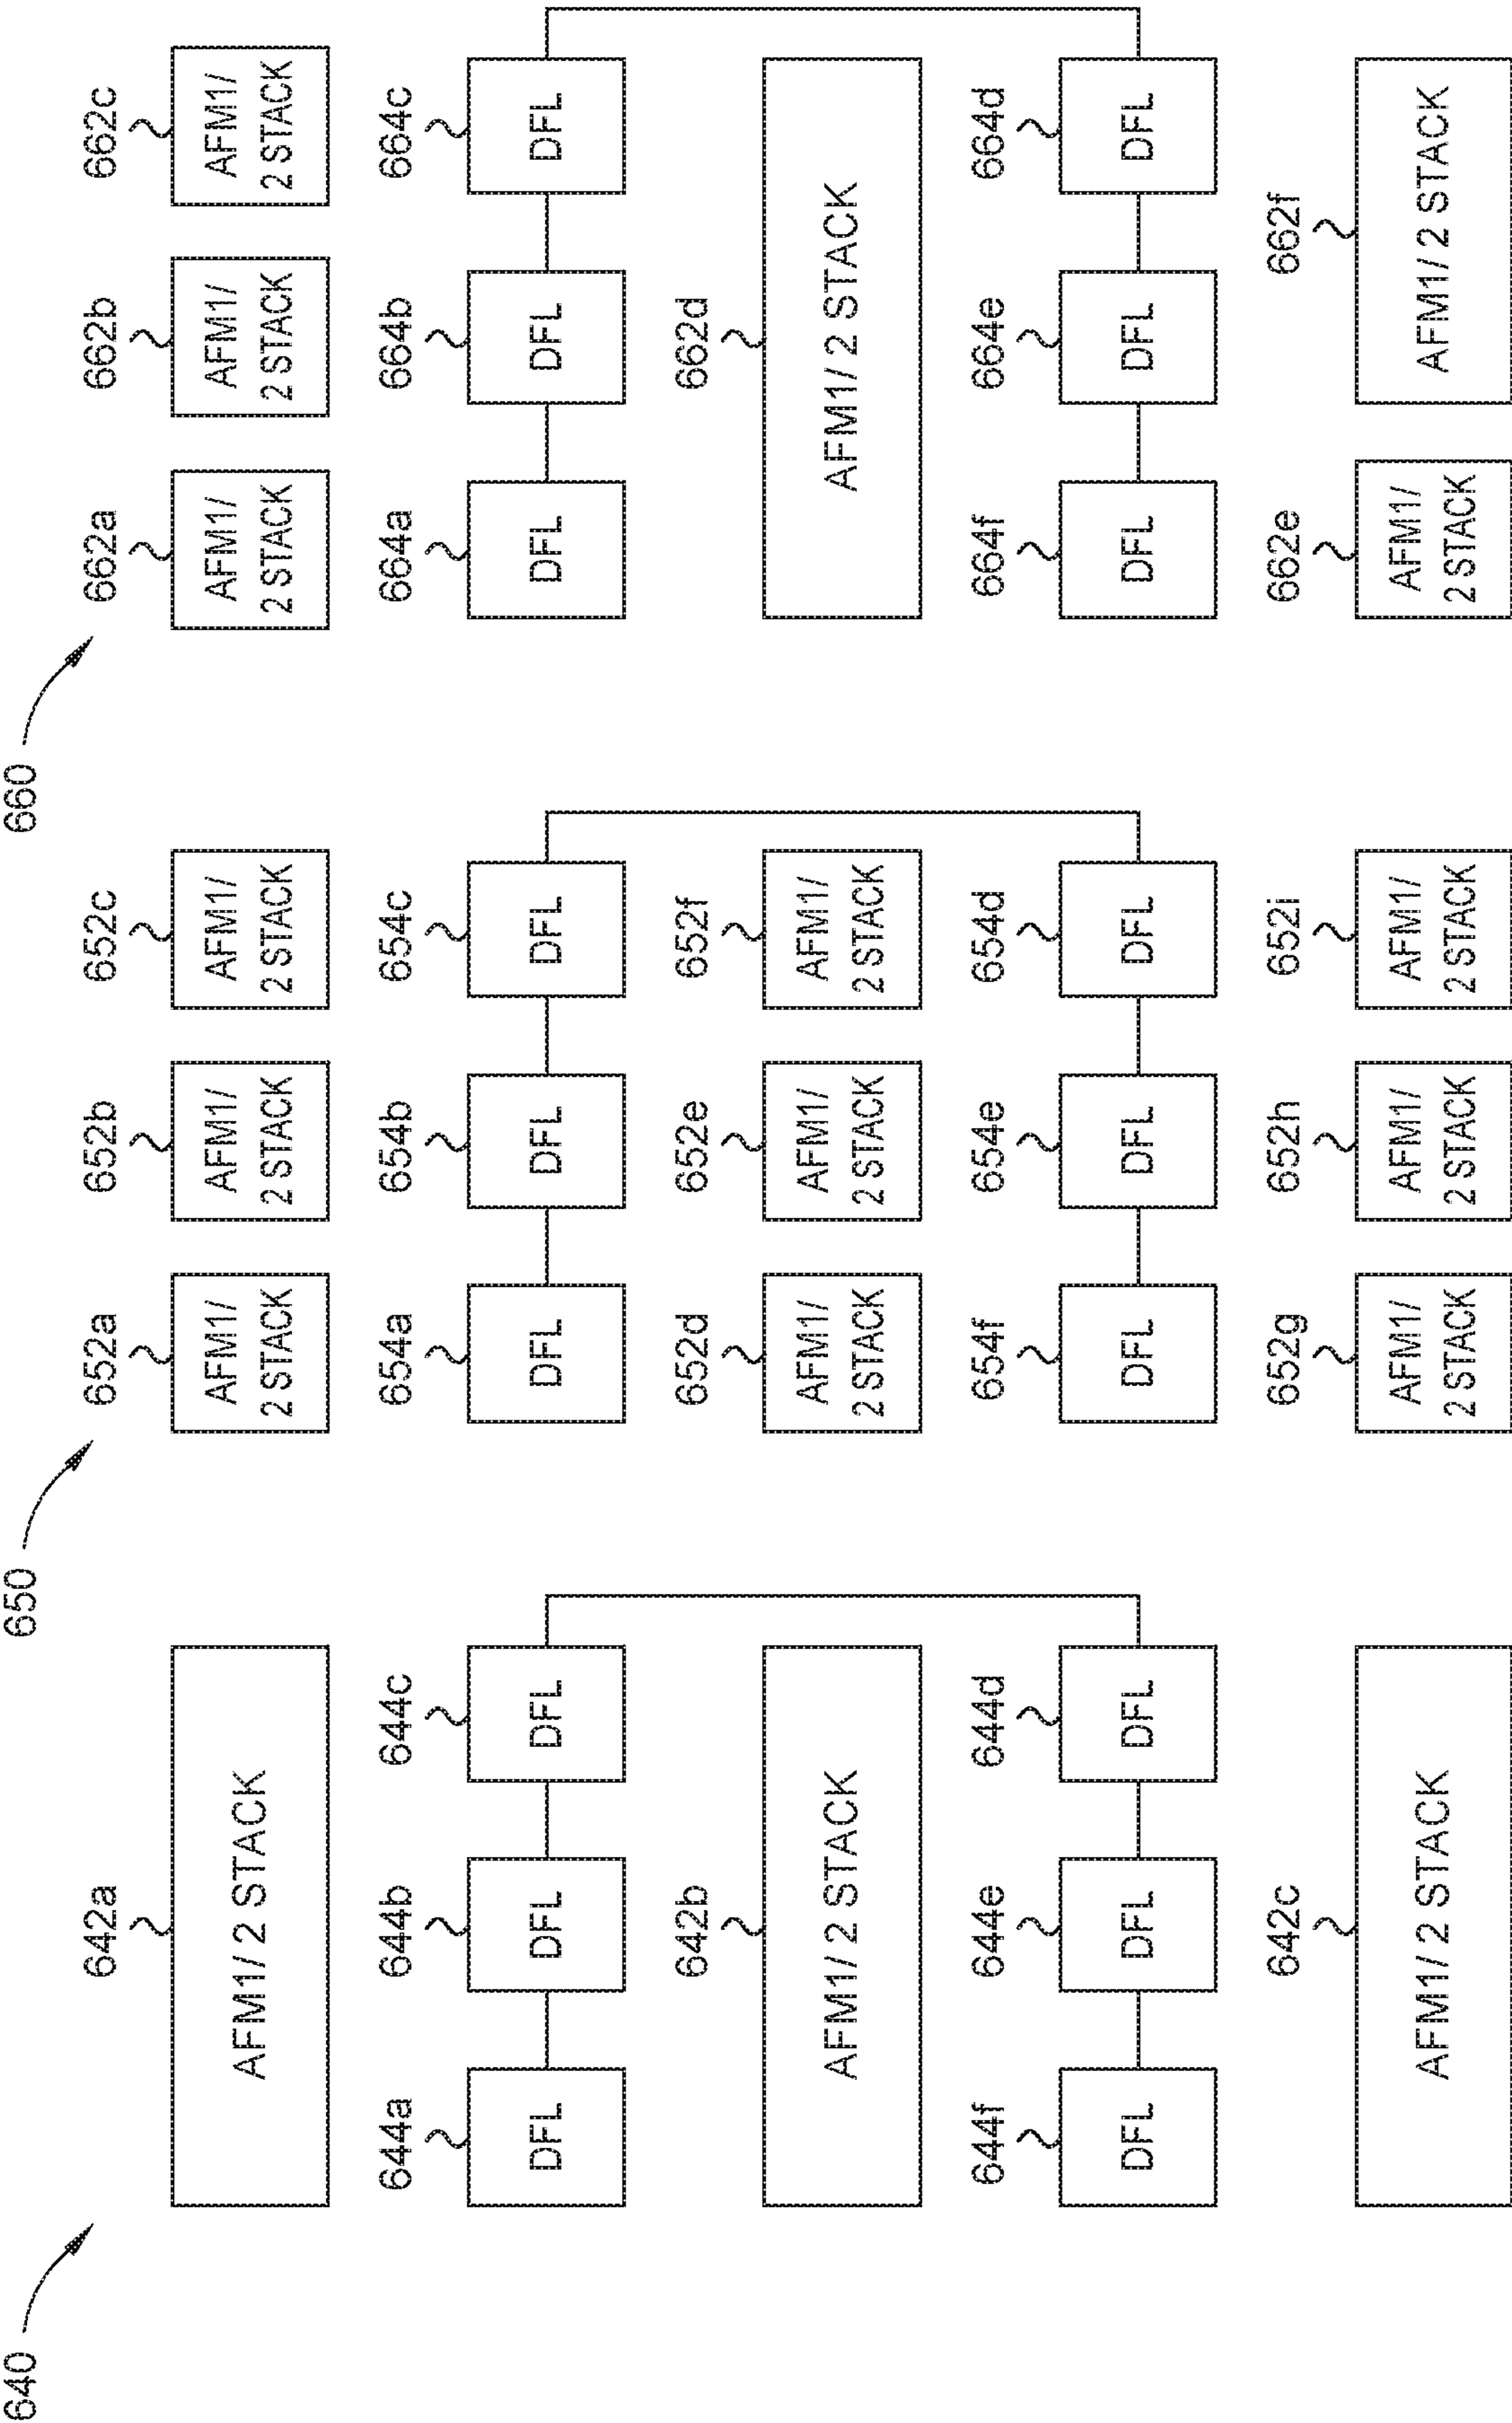 640
642a
AFM1/ 2 STACK
644a
644b
644c
DFL
DFL
DFL
642b
AFM1/ 2 STACK
644f
644e
644d
DFL
DFL
DFL
642c
AFM1/ 2 STACK
650
652a
652b
652c
AFM1/
2 STACK
AFM1/
2 STACK
AFM1/
2 STACK
654a
654b
654c
DFL
DFL
DFL
652d
652e
652f
AFM1/
2 STACK
AFM1/
2 STACK
AFM1/
2 STACK
654f
654e
654d
DFL
DFL
DFL
652g
652h
652i
AFM1/
2 STACK
AFM1/
2 STACK
AFM1/
2 STACK
660
662a
662b
662c
AFM1/
2 STACK
AFM1/
2 STACK
AFM1/
2 STACK
664a
664b
664c
DFL
DFL
DFL
662d
AFM1/ 2 STACK
664f
664e
664d
DFL
DFL
DFL
662e
662f
AFM1/
2 STACK
AFM1/ 2 STACK